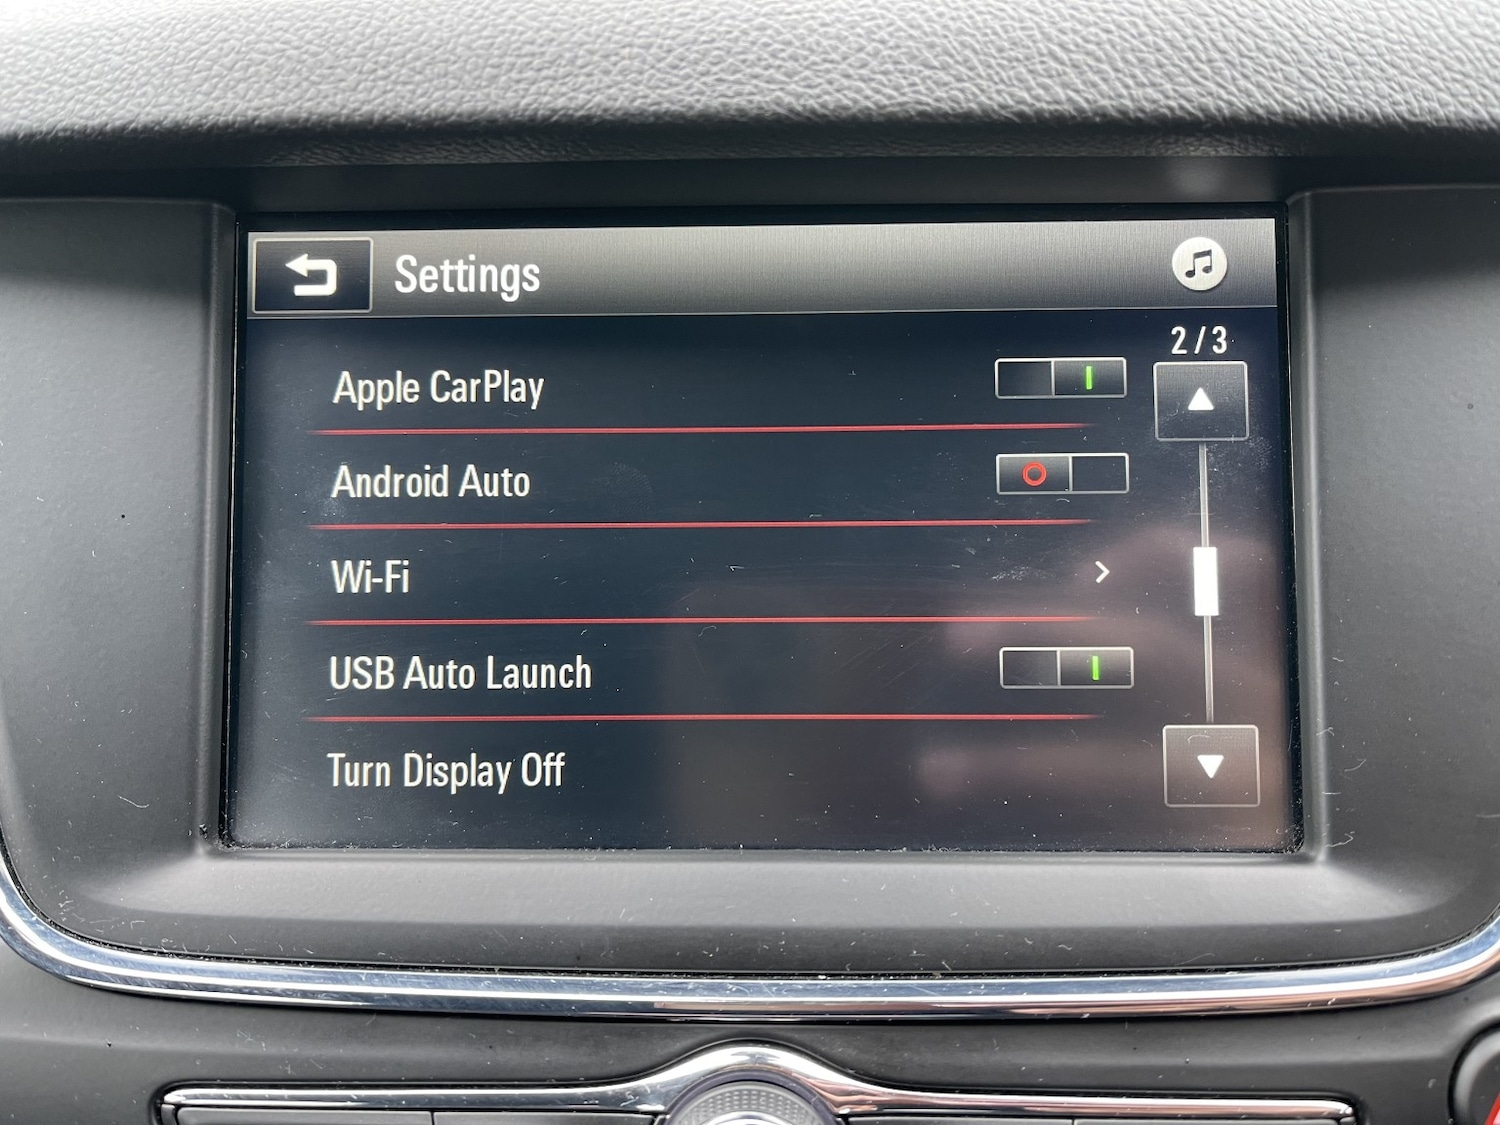 Settings
2/3
Apple CarPlay
Android Auto
Wi-Fi
USB Auto Launch
Turn Display Off